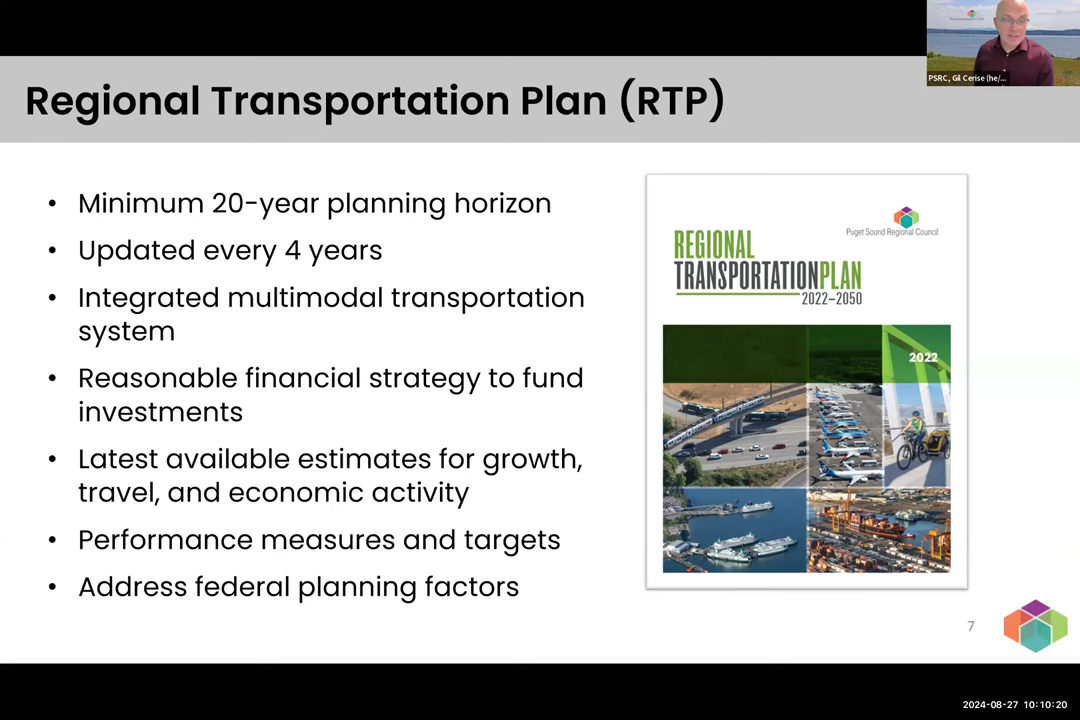 PSRC, Gil Cerise (he/...
Regional Transportation Plan (RTP)
• Minimum 20-year planning horizon
• Updated every 4 years
• Integrated multimodal transportation
system
• Reasonable financial strategy to fund
investments
• Latest available estimates for growth,
travel, and economic activity
• Performance measures and targets
• Address federal planning factors
Puget Sound Regional Council
REGIONAL
TRANSPORTATIONPLAN
2022–2050
2022
7
2024-08-27 10:10:20